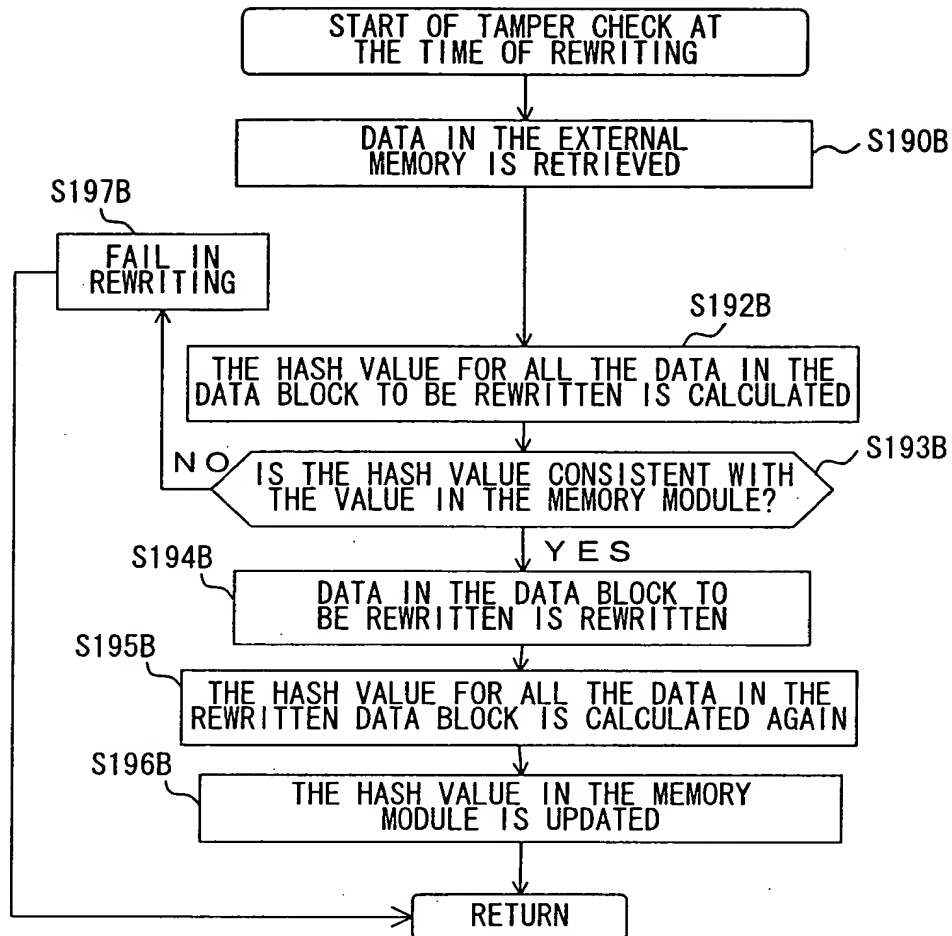 START OF TAMPER CHECK AT
THE TIME OF REWRITING
DATA IN THE EXTERNAL
MEMORY IS RETRIEVED
S190B
S197B
FAIL IN
REWRITING
S192B
THE HASH VALUE FOR ALL THE DATA IN THE
DATA BLOCK TO BE REWRITTEN IS CALCULATED
NO
S193B
IS THE HASH VALUE CONSISTENT WITH
THE VALUE IN THE MEMORY MODULE?
YES
S194B
DATA IN THE DATA BLOCK TO
BE REWRITTEN IS REWRITTEN
S195B
THE HASH VALUE FOR ALL THE DATA IN THE
REWRITTEN DATA BLOCK IS CALCULATED AGAIN
S196B
THE HASH VALUE IN THE MEMORY
MODULE IS UPDATED
RETURN